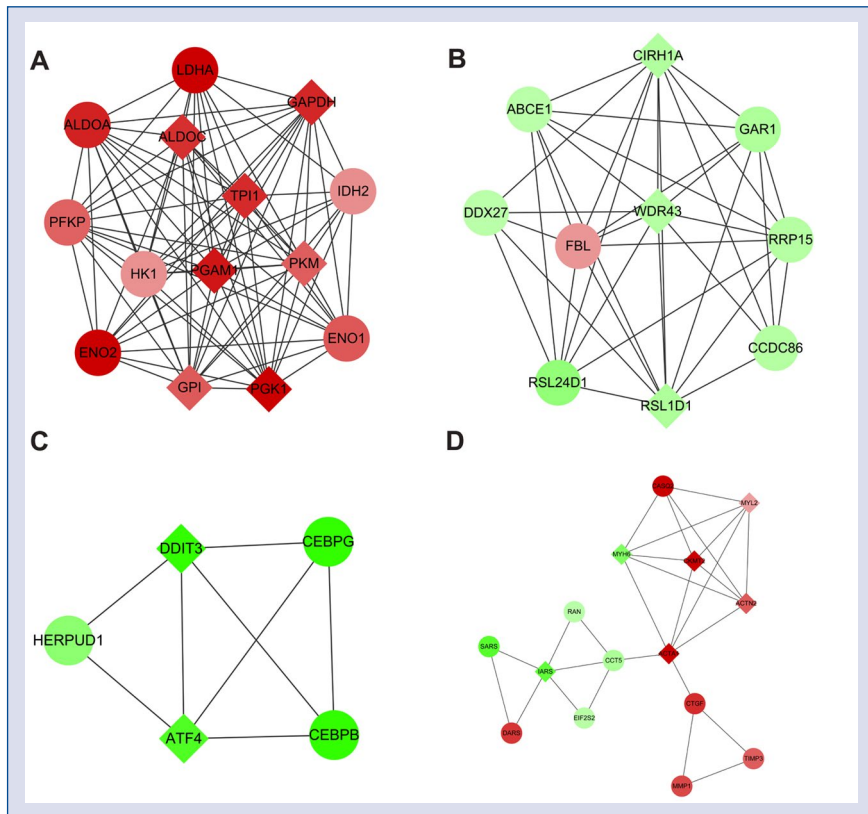 A
LDHA
GAPDH
ALDOA
ALDOC
TPI1
IDH2
PFKP
HK1
PGAM1
PKM
ENO2
ENO1
GPI
PGK1
B
CIRH1A
ABCE1
GAR1
DDX27
WDR43
FBL
RRP15
CCDC86
RSL24D1
RSL1D1
C
DDIT3
CEBPG
HERPUD1
ATF4
CEBPB
D
CASQ2
MYL2
MYH6
ACTN2
RAN
SARS
IARS
CCT5
EIF2S2
DARS
CTGF
TIMP3
MMP1